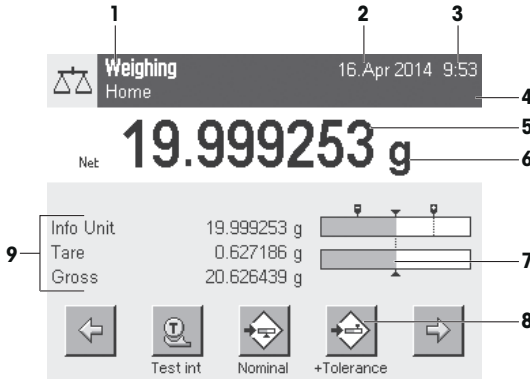 1 2 3
Weighing 16.Apr 2014 9:53
Home
4
5
Net 19.999253 g 6
Info Unit 19.999253 g
9 Tare 0.627186 g 7
Gross 20.626439 g
T 8
Test int Nominal +Tolerance